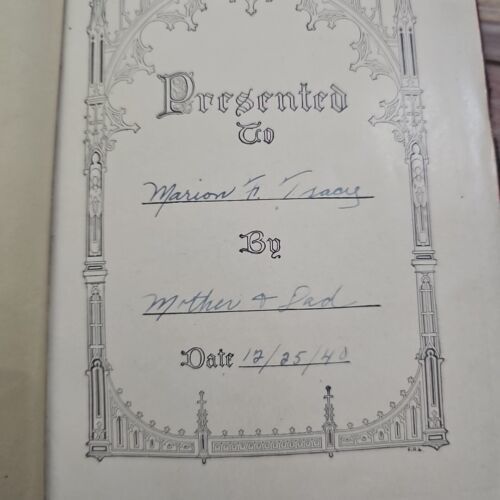 Presented
To
Marion F. Tracy
By
Mother & Dad
Date 12/25/40